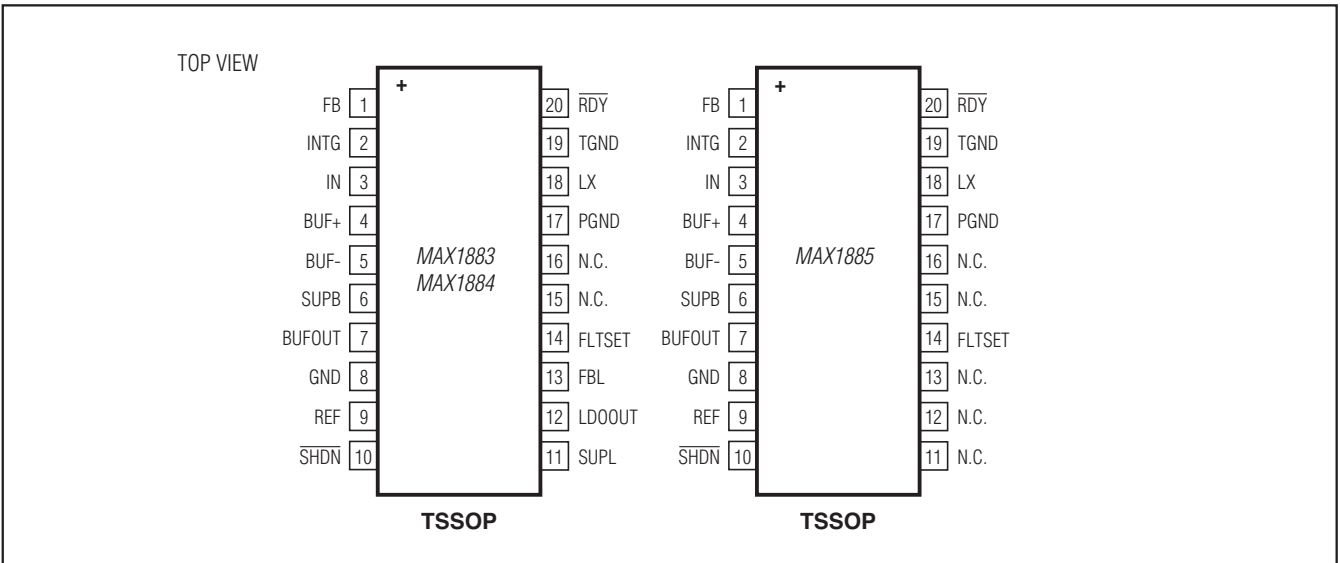 TOP VIEW
+
FB 1
INTG 2
IN 3
BUF+ 4
BUF- 5
SUPB 6
BUFOUT 7
GND 8
REF 9
SHDN 10
MAX1883
MAX1884
20 RDY
19 TGND
18 LX
17 PGND
16 N.C.
15 N.C.
14 FLTSET
13 FBL
12 LDOOUT
11 SUPL
TSSOP
+
FB 1
INTG 2
IN 3
BUF+ 4
BUF- 5
SUPB 6
BUFOUT 7
GND 8
REF 9
SHDN 10
MAX1885
20 RDY
19 TGND
18 LX
17 PGND
16 N.C.
15 N.C.
14 FLTSET
13 N.C.
12 N.C.
11 N.C.
TSSOP